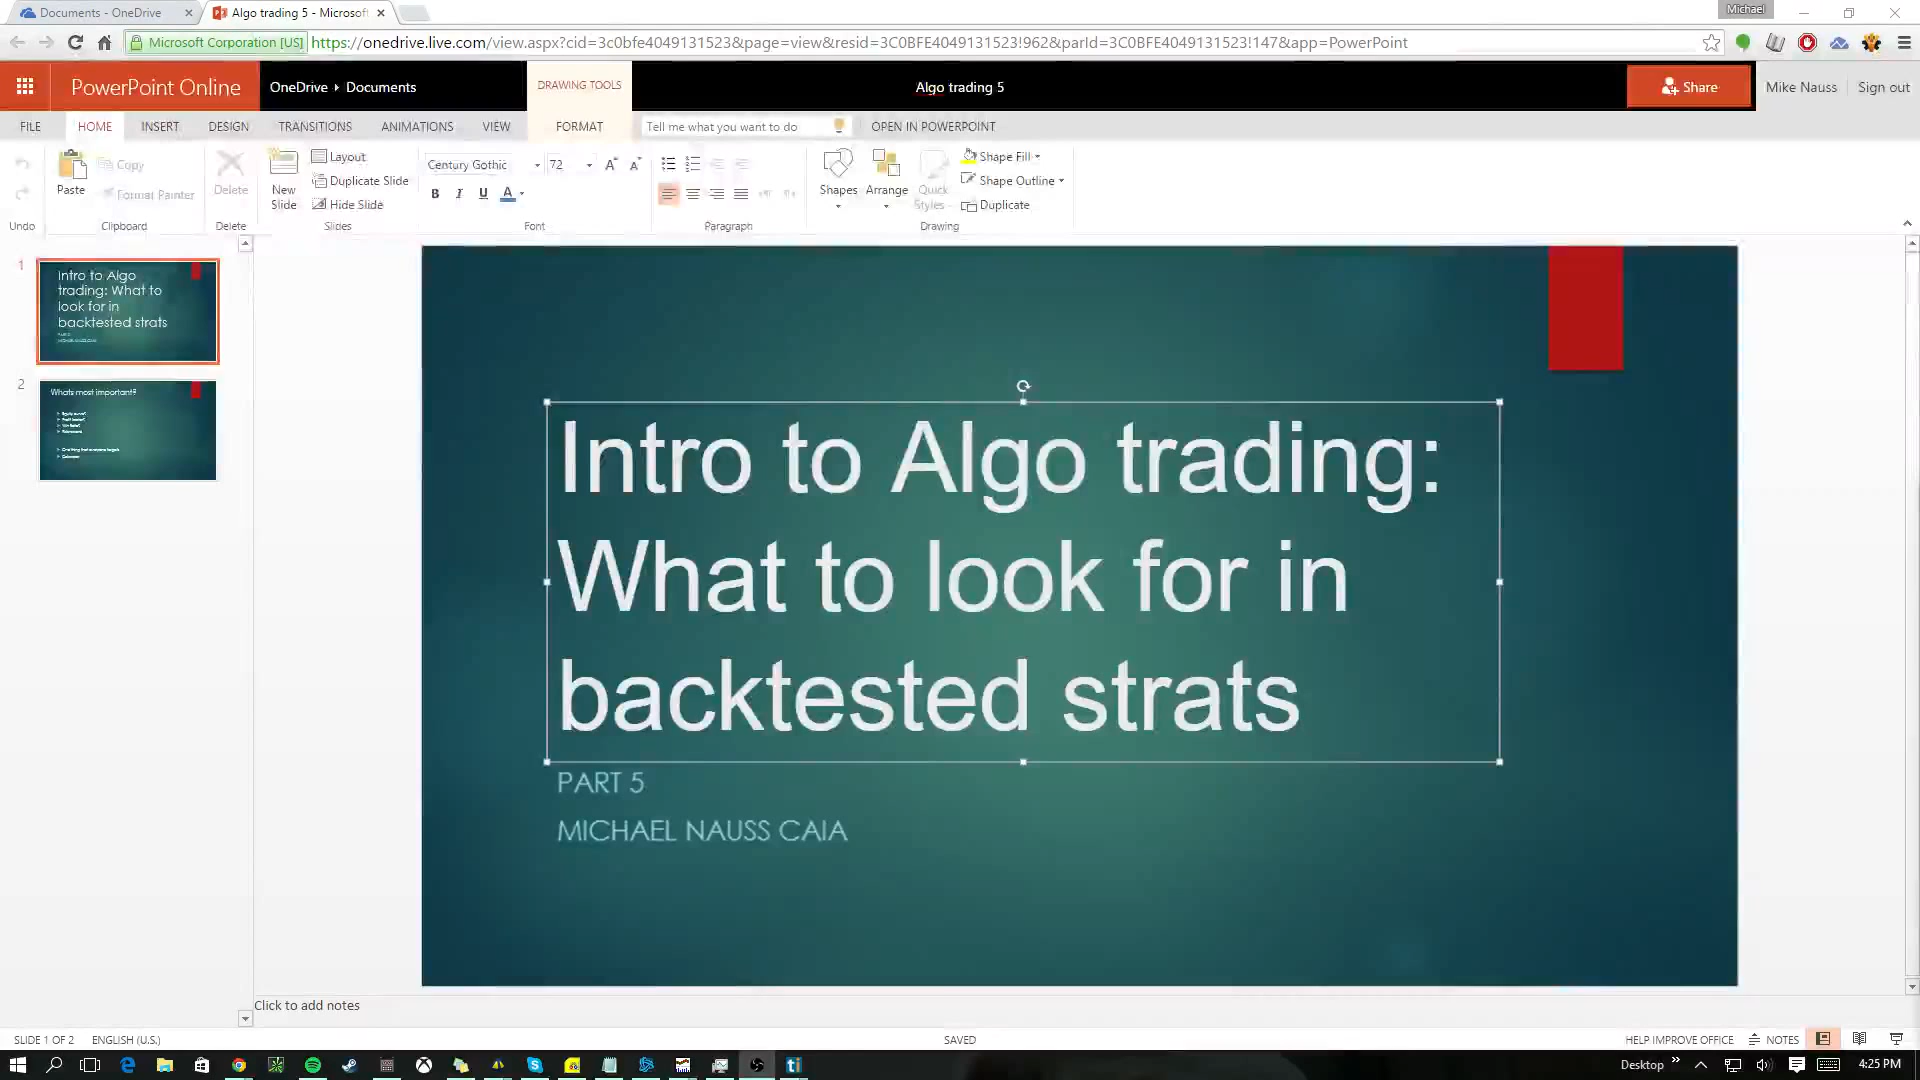 Documents - OneDrive
Algo trading 5 - Microsof
Michael
Microsoft Corporation [US]
https://onedrive.live.com/view.aspx?cid=3c0bfe4049131523&page=view&resid=3C0BFE4049131523!962&parId=3C0BFE4049131523!147&app=PowerPoint
PowerPoint Online
OneDrive
Documents
DRAWING TOOLS
Algo trading 5
Share
Mike Nauss
Sign out
FILE
HOME
INSERT
DESIGN
TRANSITIONS
ANIMATIONS
VIEW
FORMAT
Tell me what you want to do
OPEN IN POWERPOINT
Paste
Copy
Format Painter
Delete
New
Slide
Layout
Duplicate Slide
Hide Slide
Century Gothic
72
B I U A
Shapes
Arrange
Quick
Styles
Shape Fill
Shape Outline
Duplicate
Undo
Clipboard
Delete
Slides
Font
Paragraph
Drawing
1
Intro to Algo
trading: What to
look for in
backtested strats
2
Whats most important?
Intro to Algo trading:
What to look for in
backtested strats
PART 5
MICHAEL NAUSS CAIA
Click to add notes
SLIDE 1 OF 2
ENGLISH (U.S.)
SAVED
HELP IMPROVE OFFICE
NOTES
Desktop
4:25 PM